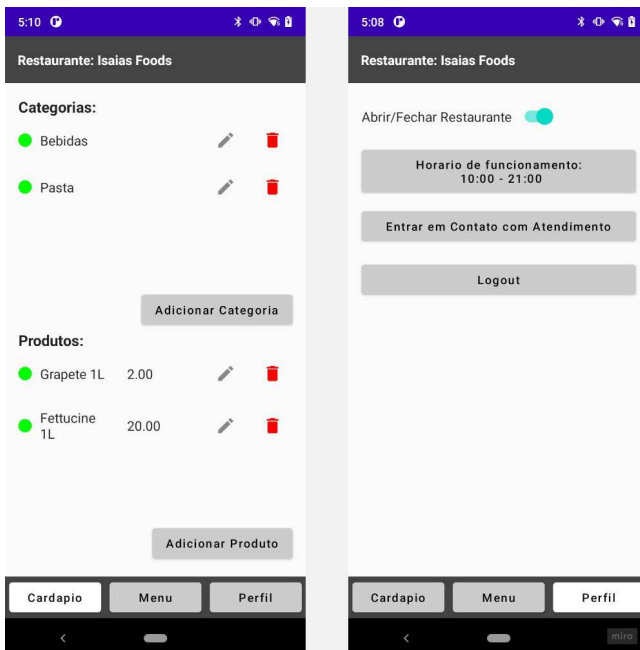 5:10
Restaurante: Isaias Foods
Categorias:
Bebidas
Pasta
Adicionar Categoria
Produtos:
Grapete 1L 2.00
Fettucine
1L 20.00
Adicionar Produto
Cardapio Menu Perfil
5:08
Restaurante: Isaias Foods
Abrir/Fechar Restaurante
Horario de funcionamento:
10:00 - 21:00
Entrar em Contato com Atendimento
Logout
Cardapio Menu Perfil
miro